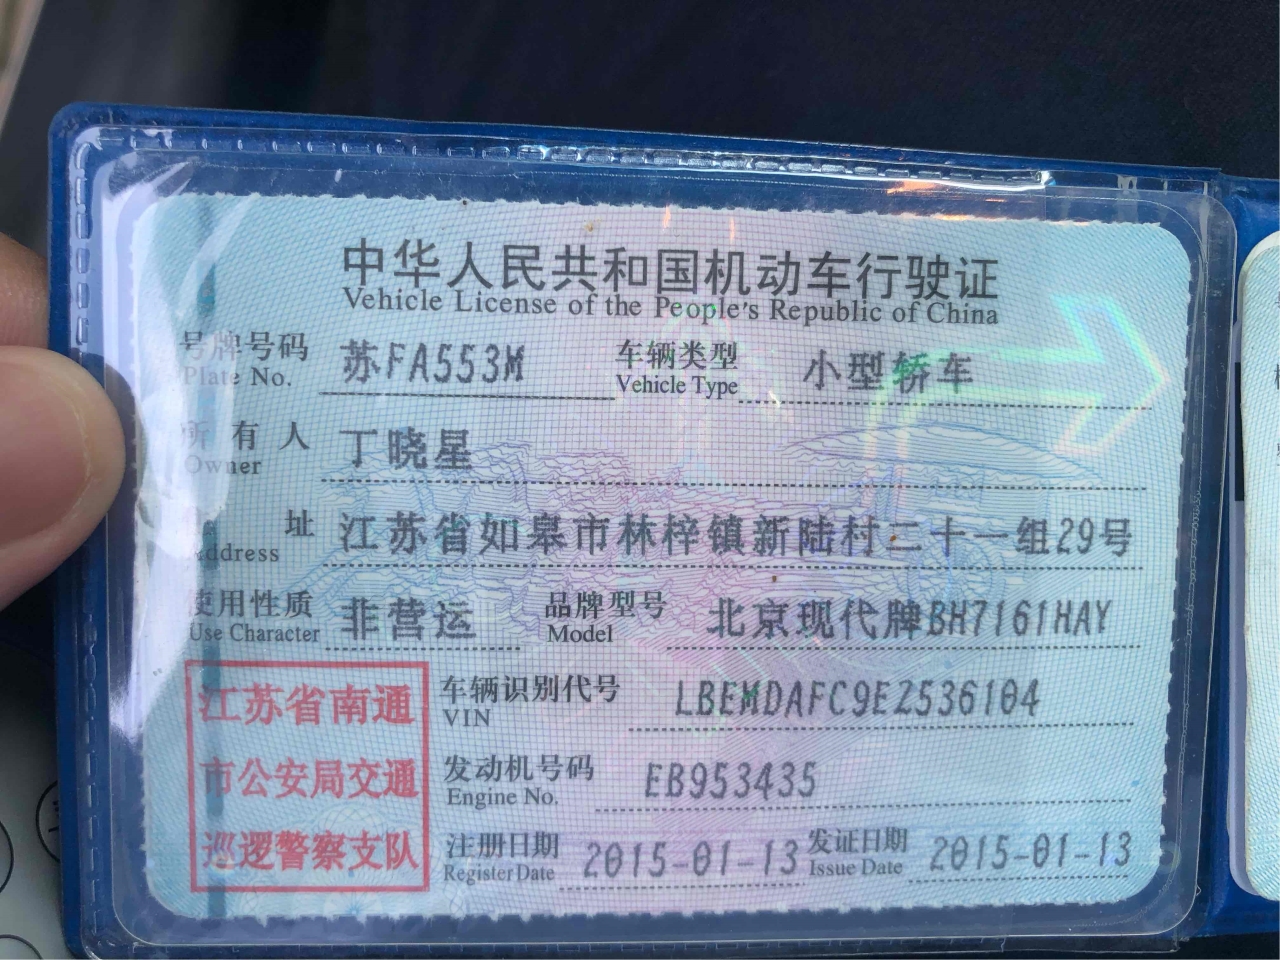 中华人民共和国机动车行驶证
Vehicle License of the People's Republic of China
号牌号码 苏FA553M 车辆类型 小型轿车
Plate No. Vehicle Type
所有人 丁晓星
Owner
址 江苏省如皋市林梓镇新陆村二十一组29号
Address
使用性质 非营运 品牌型号 北京现代牌BH7161HAY
Use Character Model
江苏省南通 车辆识别代号 LBEMDAFC9EZ536104
VIN
市公安局交通 发动机号码 EB953435
Engine No.
巡逻警察支队 注册日期 2015-01-13 发证日期 2015-01-13
Register Date Issue Date